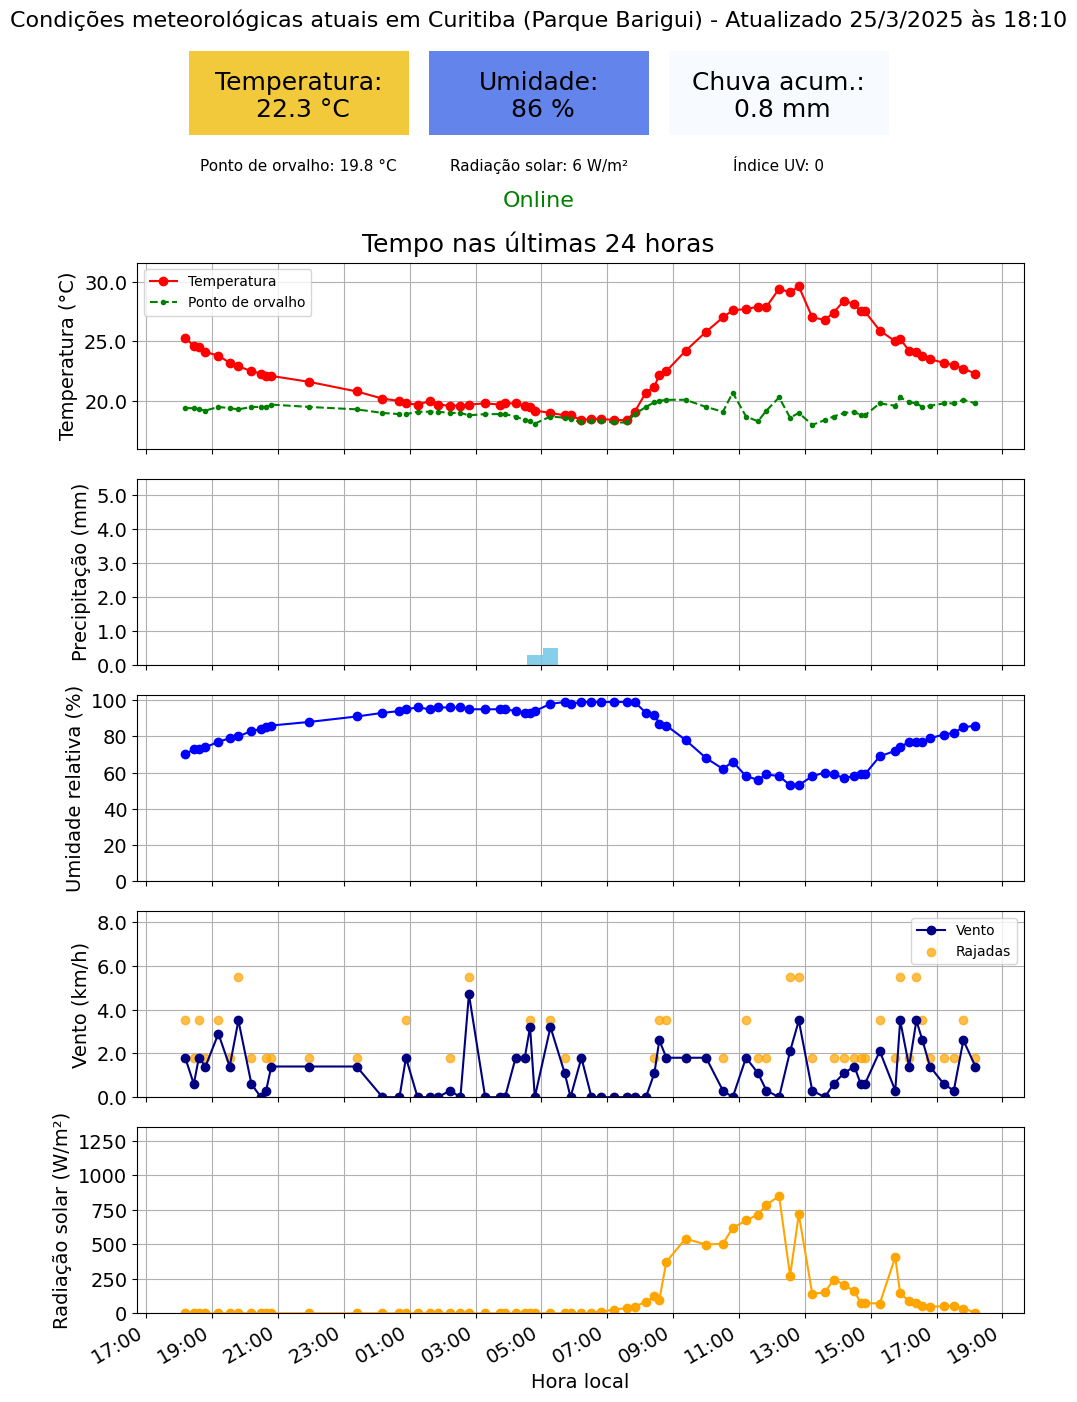 Condições meteorológicas atuais em Curitiba (Parque Barigui) - Atualizado 25/3/2025 às 18:10
Temperatura:
22.3 °C
Umidade:
86 %
Chuva acum.:
0.8 mm
Ponto de orvalho: 19.8 °C
Radiação solar: 6 W/m²
Índice UV: 0
Online
Tempo nas últimas 24 horas
Temperatura (°C)
30.0
25.0
20.0
Temperatura
Ponto de orvalho
Precipitação (mm)
5.0
4.0
3.0
2.0
1.0
0.0
Umidade relativa (%)
100
80
60
40
20
0
Vento (km/h)
8.0
6.0
4.0
2.0
0.0
Vento
Rajadas
Radiação solar (W/m²)
1250
1000
750
500
250
0
17:00
19:00
21:00
23:00
01:00
03:00
05:00
07:00
09:00
11:00
13:00
15:00
17:00
19:00
Hora local